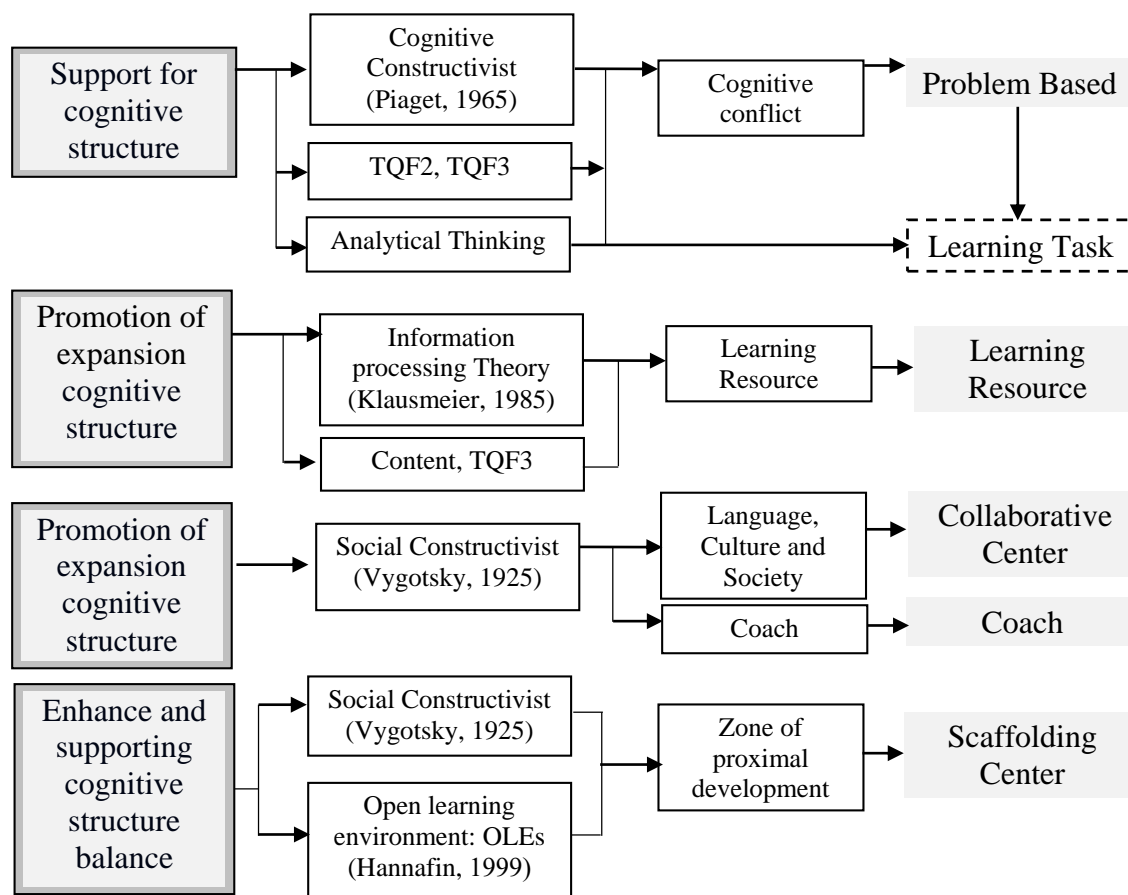 Support for
cognitive
structure
Cognitive
Constructivist
(Piaget, 1965)
TQF2, TQF3
Analytical Thinking
Cognitive
conflict
Problem Based
Learning Task
Promotion of
expansion
cognitive
structure
Information
processing Theory
(Klausmeier, 1985)
Content, TQF3
Learning
Resource
Learning
Resource
Promotion of
expansion
cognitive
structure
Social Constructivist
(Vygotsky, 1925)
Language,
Culture and
Society
Coach
Collaborative
Center
Coach
Enhance and
supporting
cognitive
structure
balance
Social Constructivist
(Vygotsky, 1925)
Open learning
environment: OLEs
(Hannafin, 1999)
Zone of
proximal
development
Scaffolding
Center